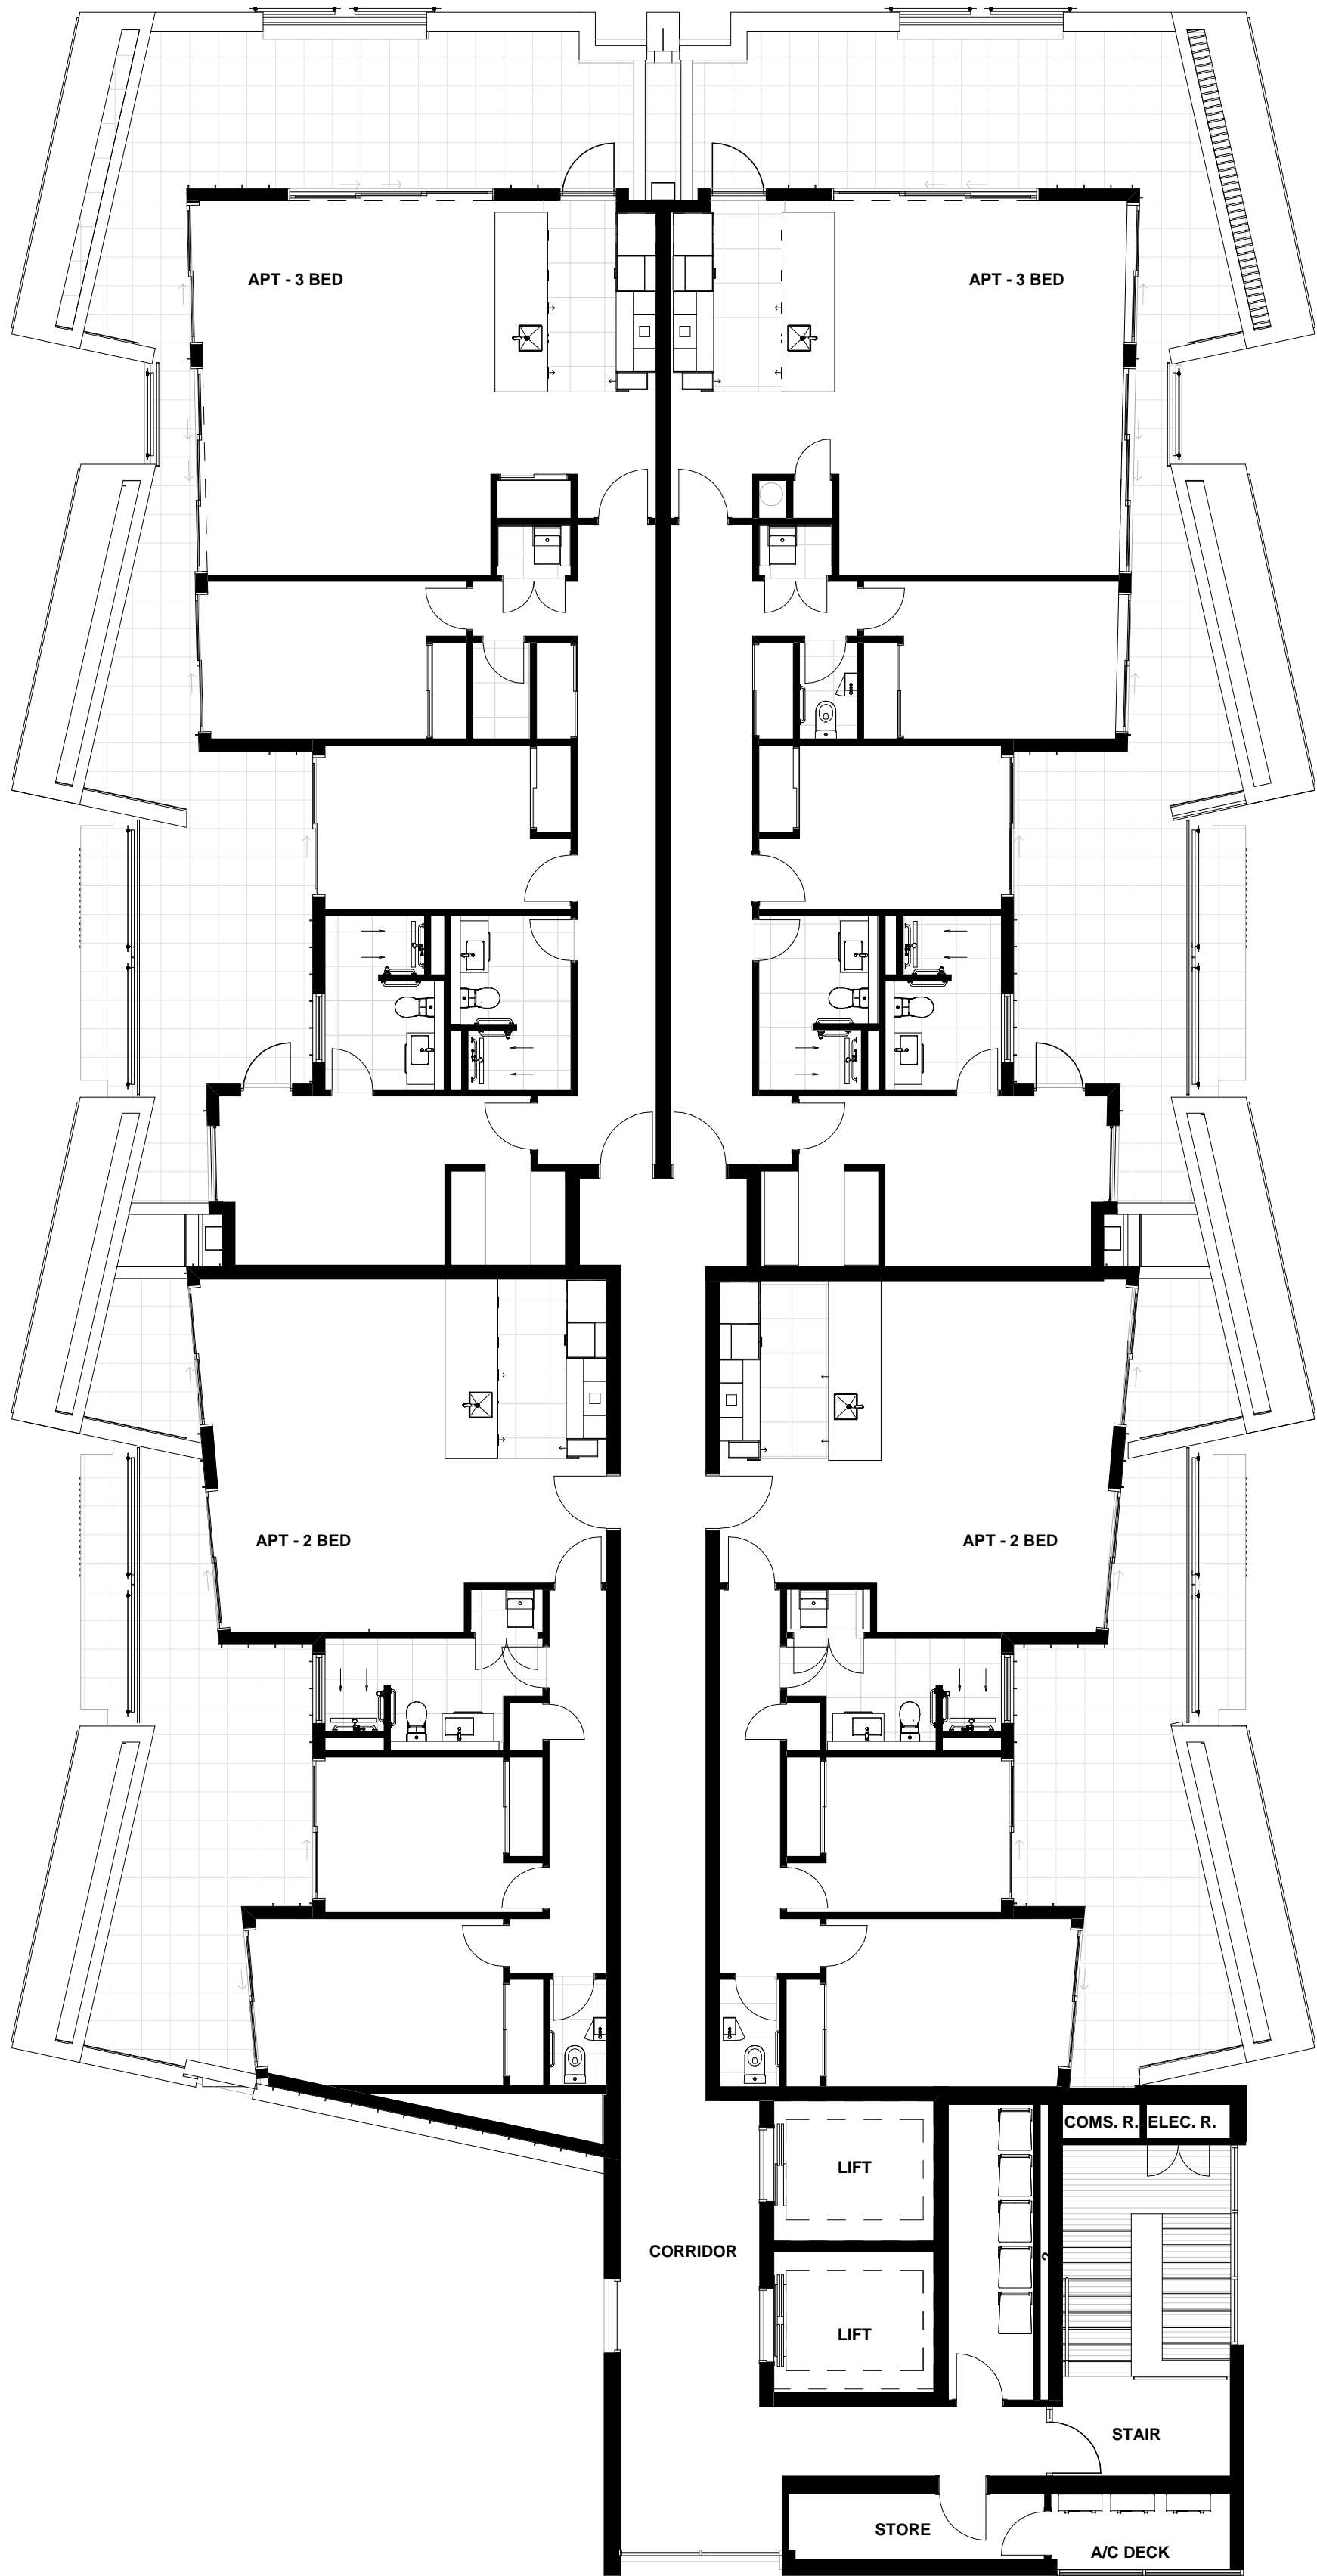 APT - 3 BED
APT - 3 BED
APT - 2 BED
APT - 2 BED
COMS. R.
ELEC. R.
LIFT
CORRIDOR
LIFT
STAIR
STORE
A/C DECK